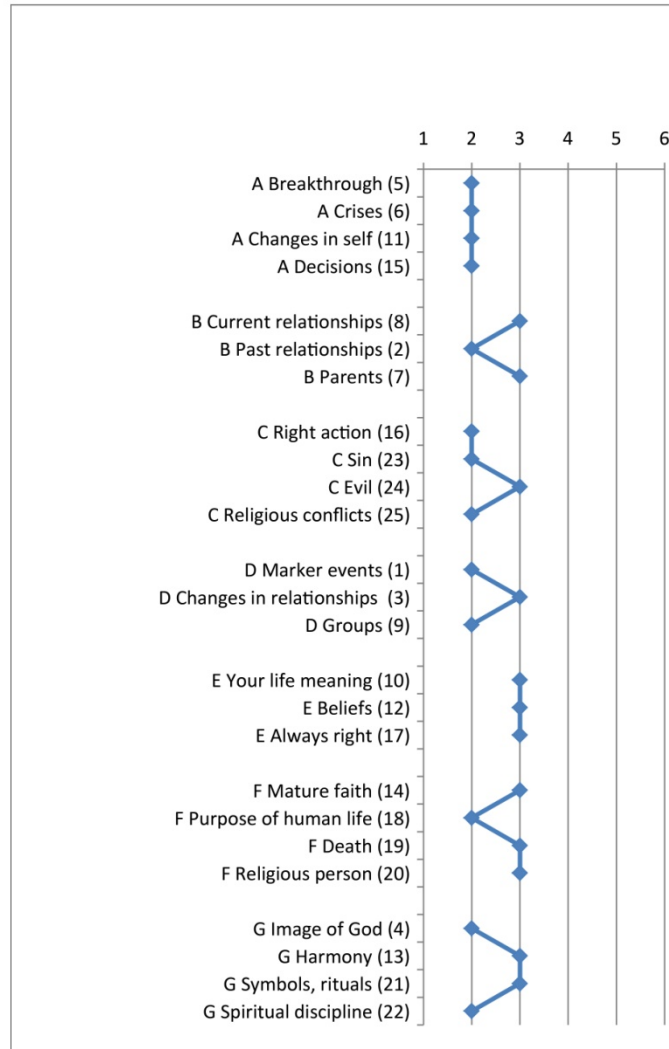 1 2 3 4 5 6
A Breakthrough (5)
A Crises (6)
A Changes in self (11)
A Decisions (15)
B Current relationships (8)
B Past relationships (2)
B Parents (7)
C Right action (16)
C Sin (23)
C Evil (24)
C Religious conflicts (25)
D Marker events (1)
D Changes in relationships  (3)
D Groups (9)
E Your life meaning (10)
E Beliefs (12)
E Always right (17)
F Mature faith (14)
F Purpose of human life (18)
F Death (19)
F Religious person (20)
G Image of God (4)
G Harmony (13)
G Symbols, rituals (21)
G Spiritual discipline (22)